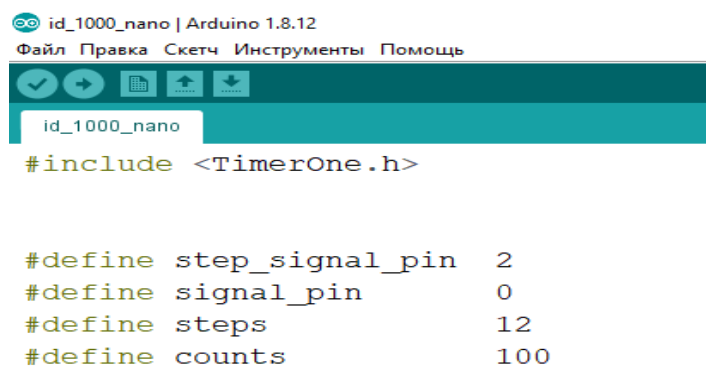 id_1000_nano | Arduino 1.8.12
Файл Правка Скетч Инструменты Помощь
id_1000_nano
#include <TimerOne.h>
#define step_signal_pin 2
#define signal_pin 0
#define steps 12
#define counts 100